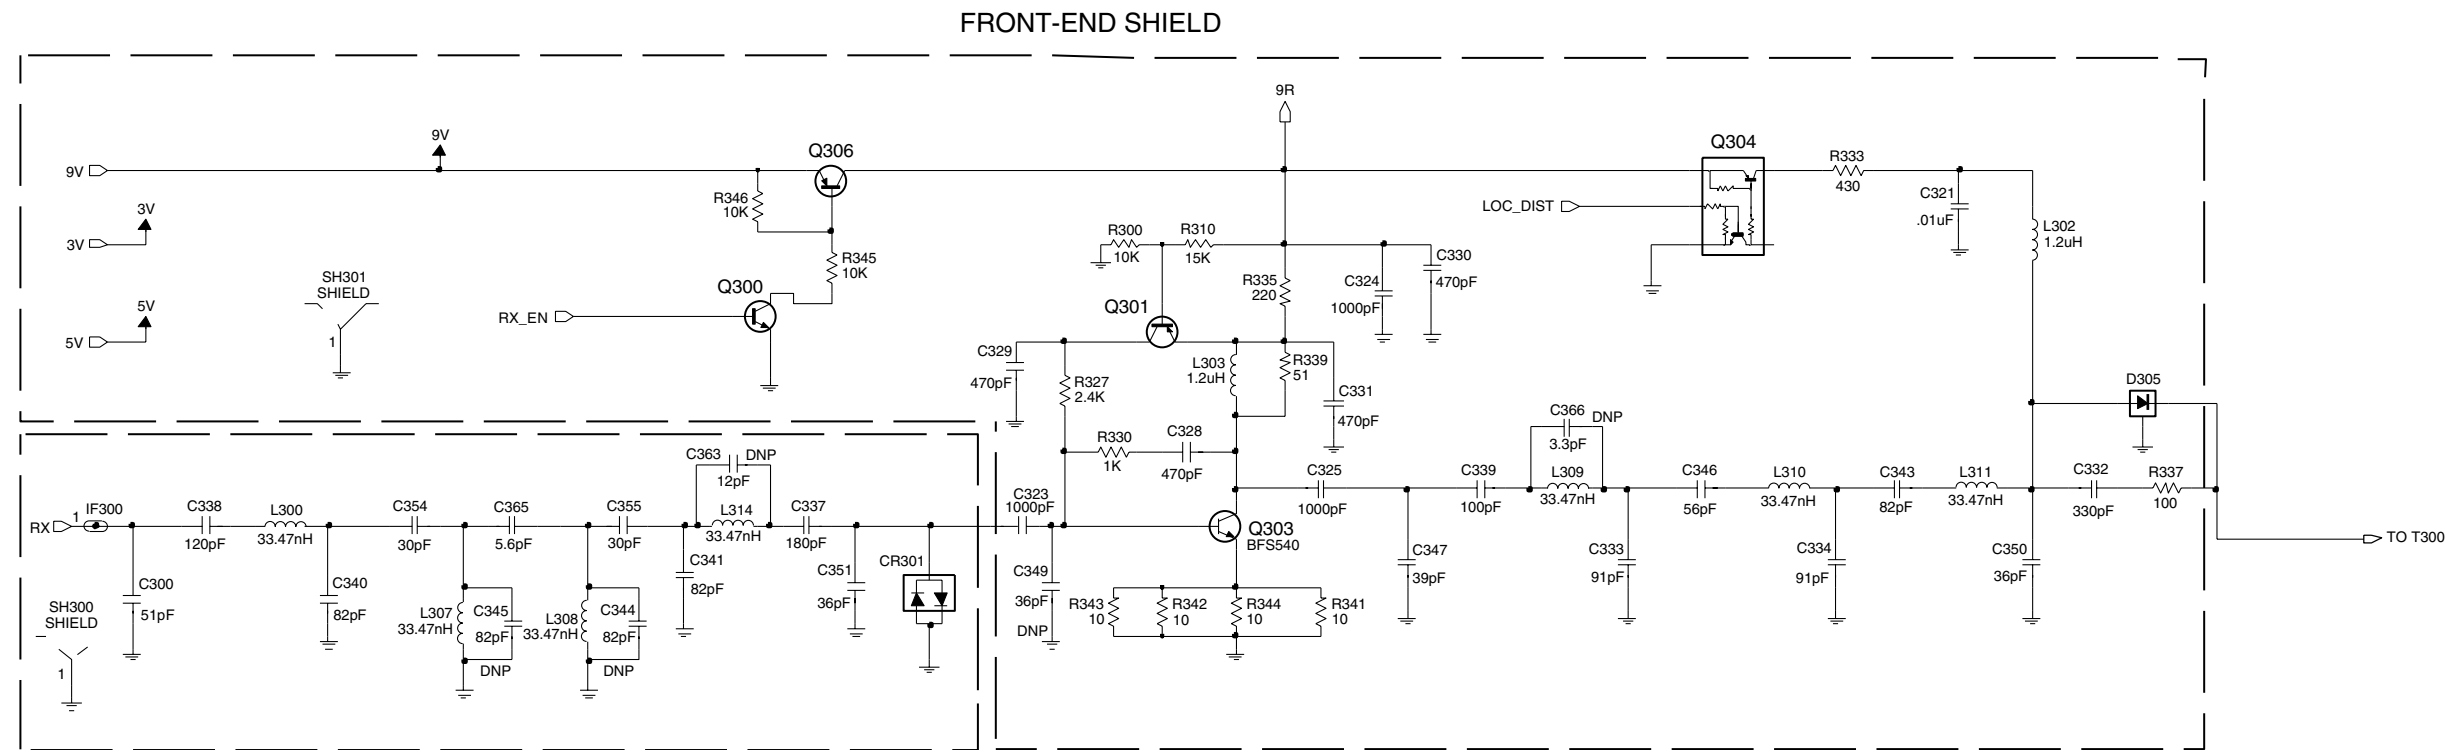 FRONT-END SHIELD
9R
9V
9V
Q306
R346
10K
3V
3V
R345
10K
SH301
SHIELD
1
5V
5V
Q300
RX_EN
Q304
R333
430
LOC_DIST
C321
.01uF
L302
1.2uH
R300
10K
R310
15K
R335
220
C324
1000pF
C330
470pF
Q301
C329
470pF
R327
2.4K
L303
1.2uH
R339
51
C331
470pF
D305
R330
1K
C328
470pF
C366
DNP
3.3pF
C363
DNP
12pF
RX
1
IF300
C338
120pF
L300
33.47nH
C354
30pF
C365
5.6pF
C355
30pF
L314
33.47nH
C337
180pF
C323
1000pF
Q303
BFS540
C325
1000pF
C339
100pF
L309
33.47nH
C346
56pF
L310
33.47nH
C343
82pF
L311
33.47nH
C332
330pF
R337
100
TO T300
C300
51pF
C340
82pF
L307
33.47nH
C345
82pF
DNP
L308
33.47nH
C344
82pF
DNP
C341
82pF
C351
36pF
CR301
C349
36pF
DNP
R343
10
R342
10
R344
10
R341
10
C347
39pF
C333
91pF
C334
91pF
C350
36pF
SH300
SHIELD
1